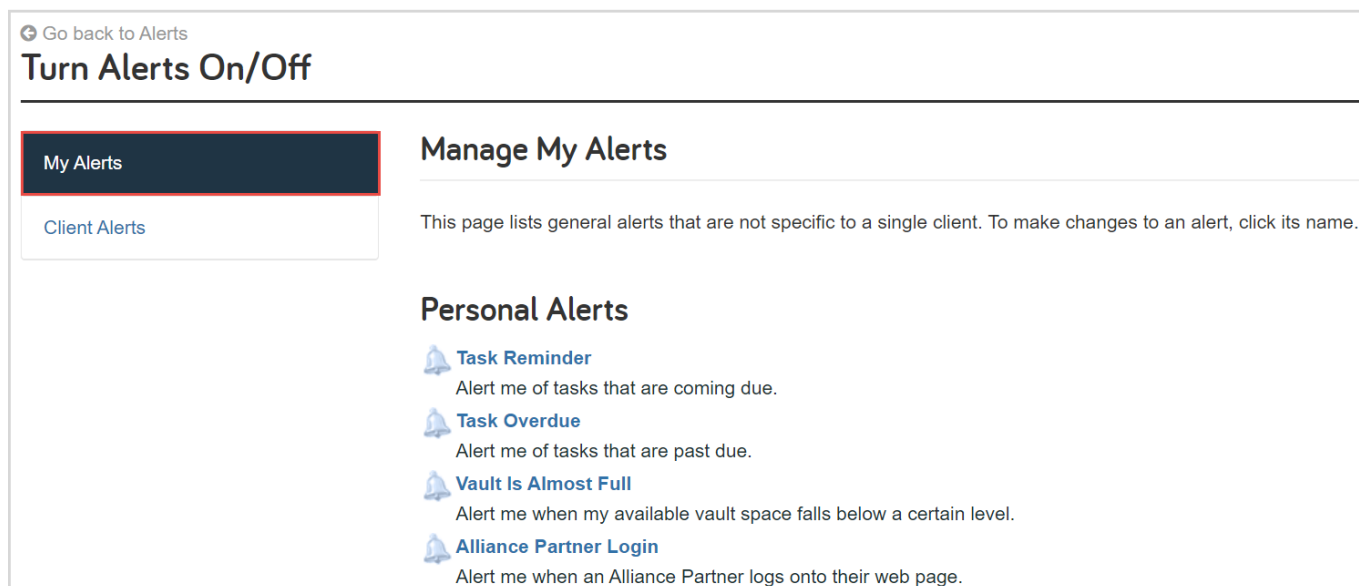 Go back to Alerts
Turn Alerts On/Off
My Alerts
Client Alerts
Manage My Alerts
This page lists general alerts that are not specific to a single client. To make changes to an alert, click its name.
Personal Alerts
Task Reminder
Alert me of tasks that are coming due.
Task Overdue
Alert me of tasks that are past due.
Vault Is Almost Full
Alert me when my available vault space falls below a certain level.
Alliance Partner Login
Alert me when an Alliance Partner logs onto their web page.